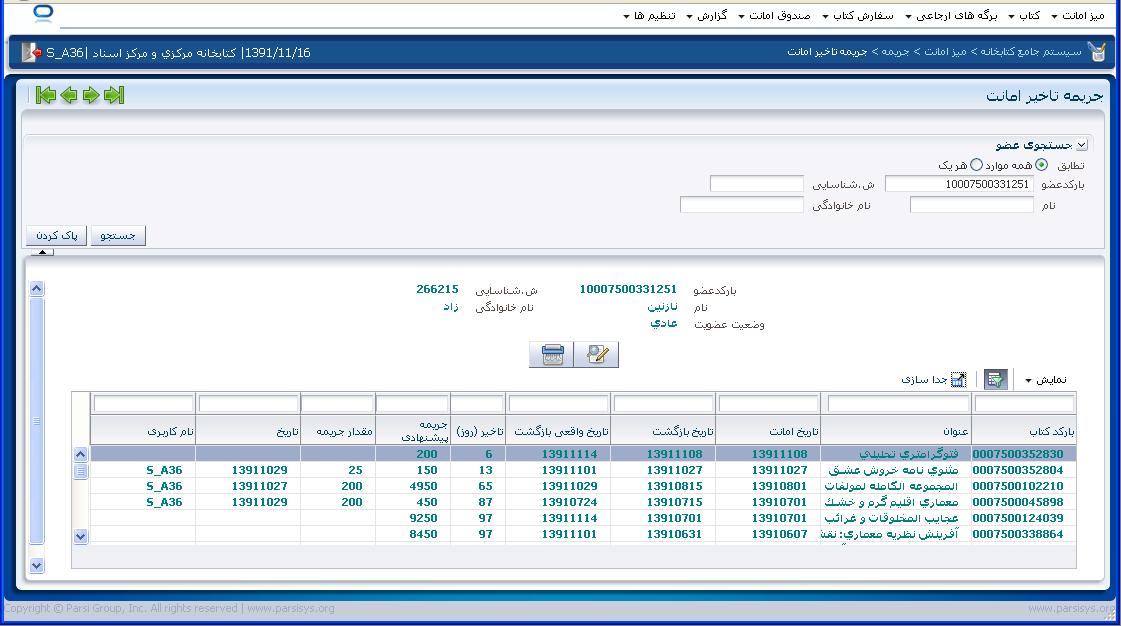 میز امانت کتاب برگه های ارجاعی سفارش کتاب صندوق امانت گزارش تنظیم ها
سیستم جامع کتابخانه > میز امانت > جریمه > جریمه تاخیر امانت
1391/11/16| کتابخانه مرکزي و مرکز اسناد |S_A36
جریمه تاخیر امانت
جستجوی عضو
تطابق همه موارد هر یک
بارکدعضو 10007500331251 ش.شناسایی
نام نام خانوادگی
جستجو پاک کردن
بارکدعضو 10007500331251 ش.شناسایی 266215
نام نازنین نام خانوادگی زاد
وضعیت عضویت عادي
نمایش جدا سازی
بارکد کتاب عنوان تاریخ امانت تاریخ بازگشت تاریخ واقعی بازگشت تاخیر (روز) جریمه پیشنهادی مقدار جریمه تاریخ نام کاربری
0007500352830 فتوگرامتري تحليلي 13911108 13911108 13911114 6 200
0007500352804 مثنوي نامه خروش عشق 13911027 13911027 13911101 13 150 25 13911029 S_A36
0007500102210 المجموعه الكامله لمولفات 13910801 13910815 13911029 65 4950 200 13911027 S_A36
0007500045898 معماري اقليم گرم و خشك 13910701 13910715 13910724 87 450 200 13911029 S_A36
0007500124039 عجايب المخلوقات و غرائب 13910701 13910701 13911114 97 9250
0007500338864 آفرينش نظريه معماري: نقش 13910607 13910631 13911101 97 8450
Copyright © Parsi Group, Inc. All rights reserved | www.parsisys.org
www.parsisys.org